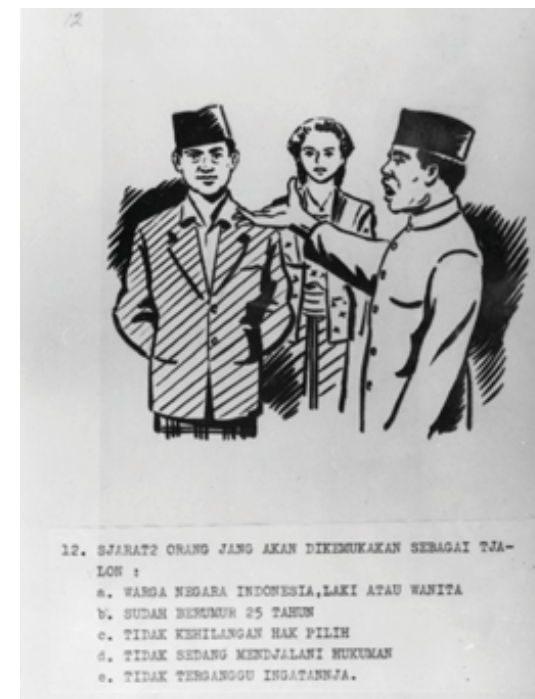 12
12. SJARAT2 ORANG JANG AKAN DIKEMUKAKAN SEBAGAI TJA-
LON :
a. WARGA NEGARA INDONESIA,LAKI ATAU WANITA
b. SUDAH BERUMUR 25 TAHUN
c. TIDAK KEHILANGAN HAK PILIH
d. TIDAK SEDANG MENDJALANI HUKUMAN
e. TIDAK TERGANGGU INGATANNJA.